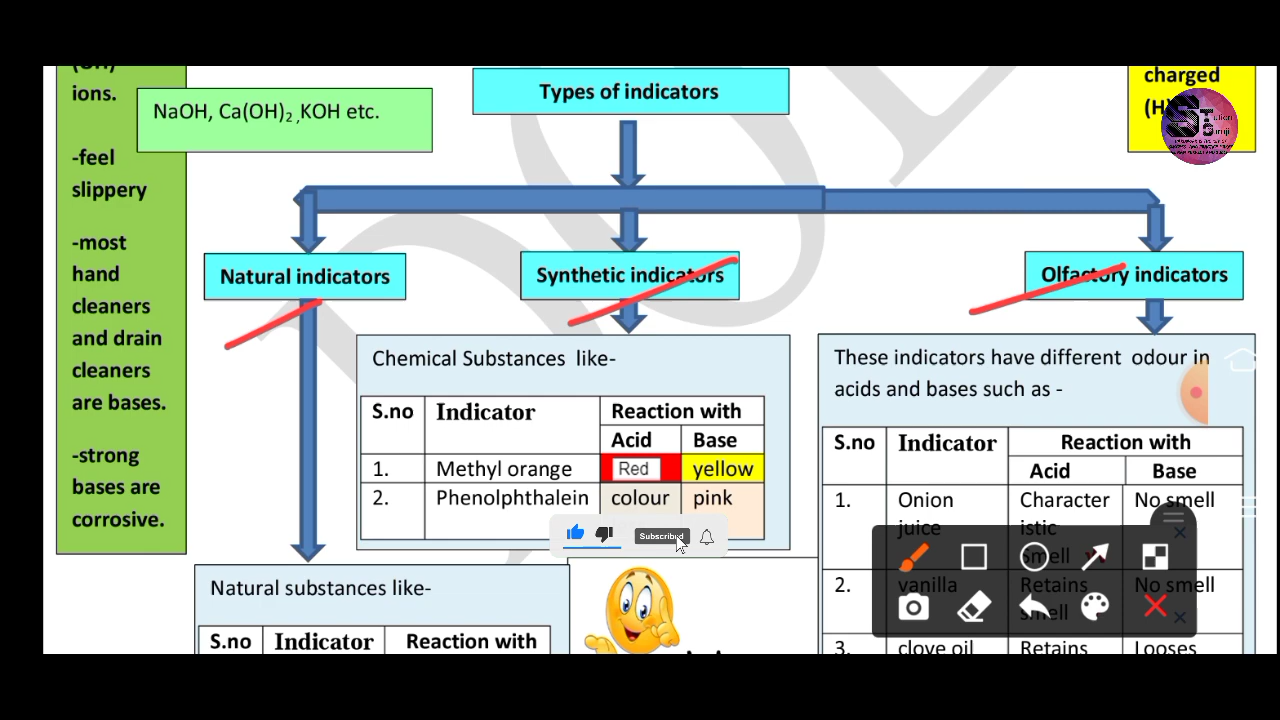 (OH)
ions.
-feel
slippery
-most
hand
cleaners
and drain
cleaners
are bases.
-strong
bases are
corrosive.
NaOH, Ca(OH)₂ ,KOH etc.
Types of indicators
charged
(H
Natural indicators
Synthetic indicators
Olfactory indicators
Chemical Substances like-
S.no Indicator Reaction with
Acid Base
1. Methyl orange Red yellow
2. Phenolphthalein colour pink
Subscribed
These indicators have different odour in
acids and bases such as -
S.no Indicator Reaction with
Acid Base
1. Onion Character No smell
juice istic
Smell
2. vanilla Retains No smell
smell
3. clove oil Retains Looses
Natural substances like-
S.no Indicator Reaction with